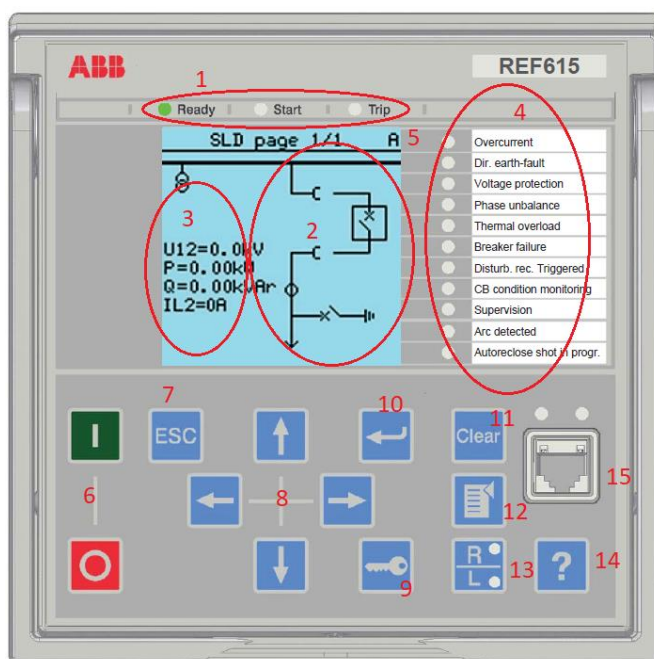 ABB
REF615
1
4
Ready
Start
Trip
SLD page 1/1 A
5
Overcurrent
Dir. earth-fault
Voltage protection
Phase unbalance
Thermal overload
Breaker failure
Disturb. rec. Triggered
CB condition monitoring
Supervision
Arc detected
Autoreclose shot in progr.
3
2
U12=0.0kV
P=0.00kW
Q=0.00kVAr
IL2=0A
7
10
11
I
ESC
Clear
6
8
15
12
O
R
L
?
9
13
14